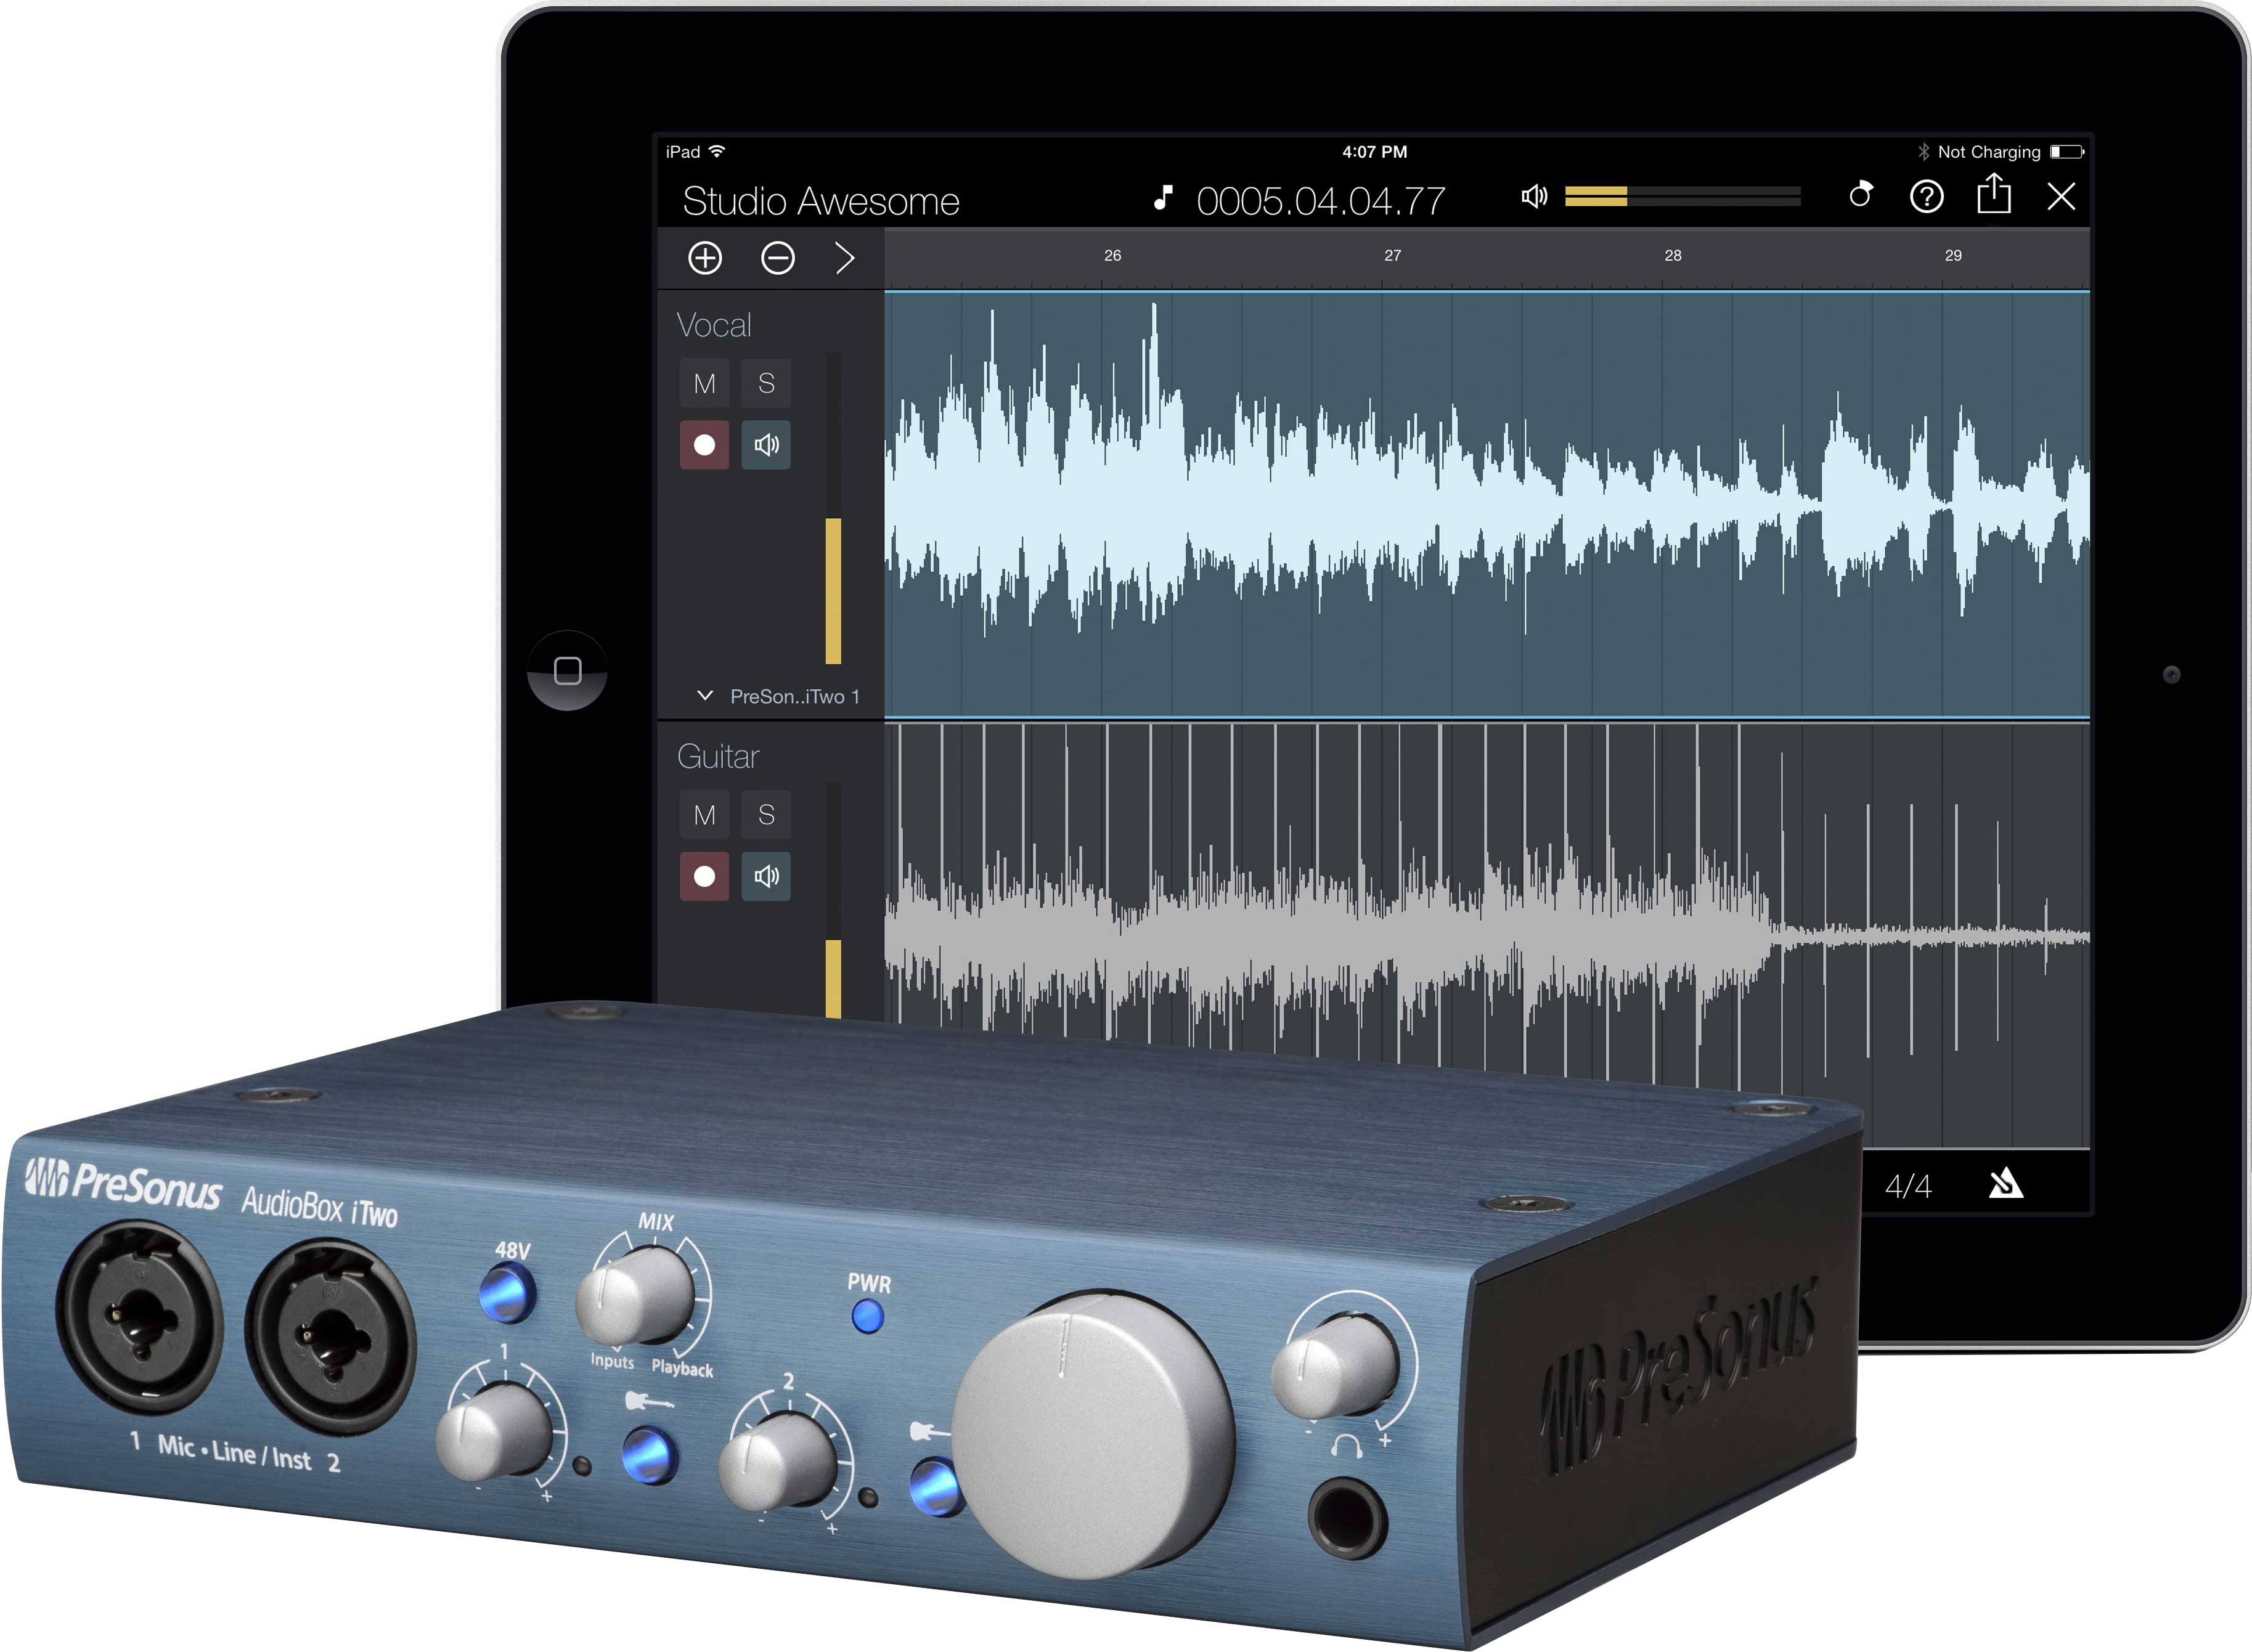 iPad 4:07 PM Not Charging
Studio Awesome 0005.04.04.77
26 27 28 29
Vocal
M S
PreSon..iTwo 1
Guitar
M S
4/4
PreSonus AudioBox iTwo
48V MIX PWR
Inputs Playback
1 2
- + - + - +
1 Mic • Line / Inst 2
PreSonus